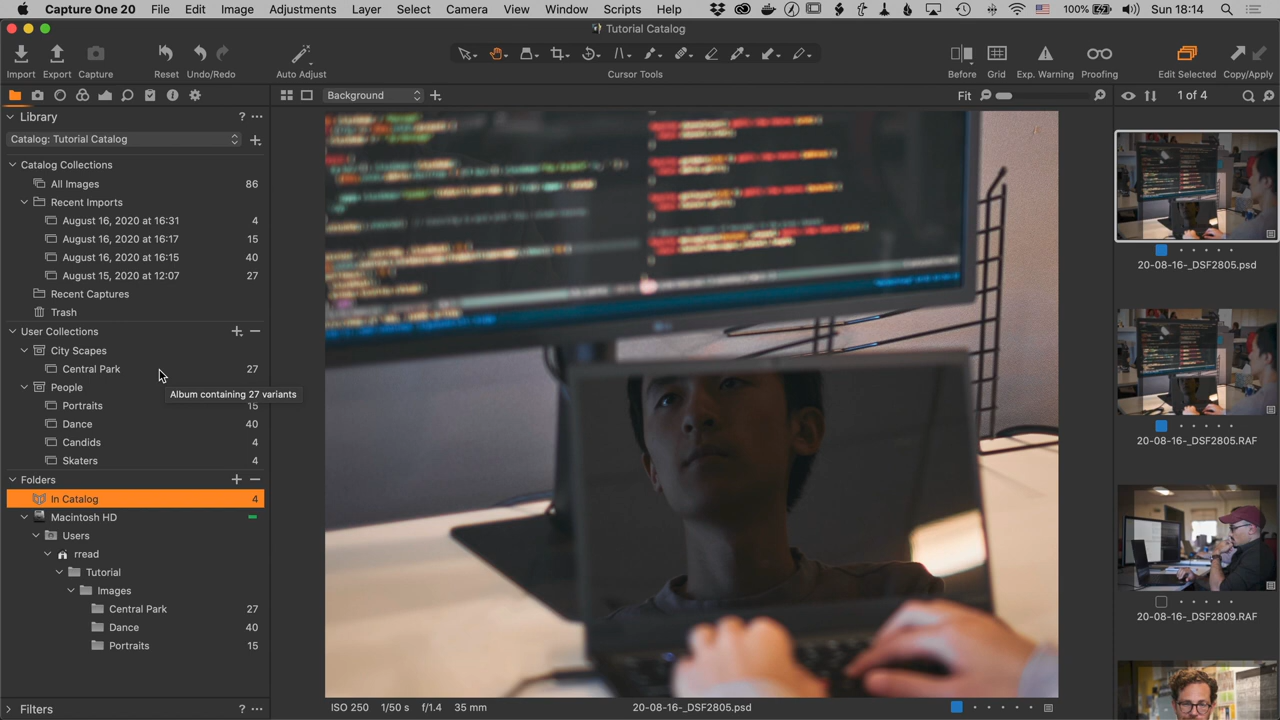 Capture One 20 File Edit Image Adjustments Layer Select Camera View Window Scripts Help 100% Sun 18:14
Tutorial Catalog
Import Export Capture Reset Undo/Redo Auto Adjust Cursor Tools Before Grid Exp. Warning Proofing Edit Selected Copy/Apply
Background Fit 1 of 4
Library ? ...
Catalog: Tutorial Catalog
Catalog Collections
All Images 86
Recent Imports
August 16, 2020 at 16:31 4
August 16, 2020 at 16:17 15
August 16, 2020 at 16:15 40
August 15, 2020 at 12:07 27
Recent Captures
Trash
User Collections
City Scapes
Central Park 27
Album containing 27 variants
People
Portraits 15
Dance 40
Candids 4
Skaters 4
Folders
In Catalog 4
Macintosh HD
Users
rread
Tutorial
Images
Central Park 27
Dance 40
Portraits 15
Filters ? ...
ISO 250 1/50 s f/1.4 35 mm 20-08-16-_DSF2805.psd
20-08-16-_DSF2805.psd
20-08-16-_DSF2805.RAF
20-08-16-_DSF2809.RAF